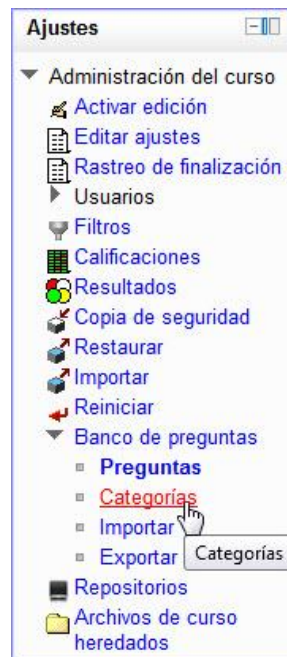 Ajustes
Administración del curso
Activar edición
Editar ajustes
Rastreo de finalización
Usuarios
Filtros
Calificaciones
Resultados
Copia de seguridad
Restaurar
Importar
Reiniciar
Banco de preguntas
Preguntas
Categorías
Importar
Exportar
Categorías
Repositorios
Archivos de curso
heredados